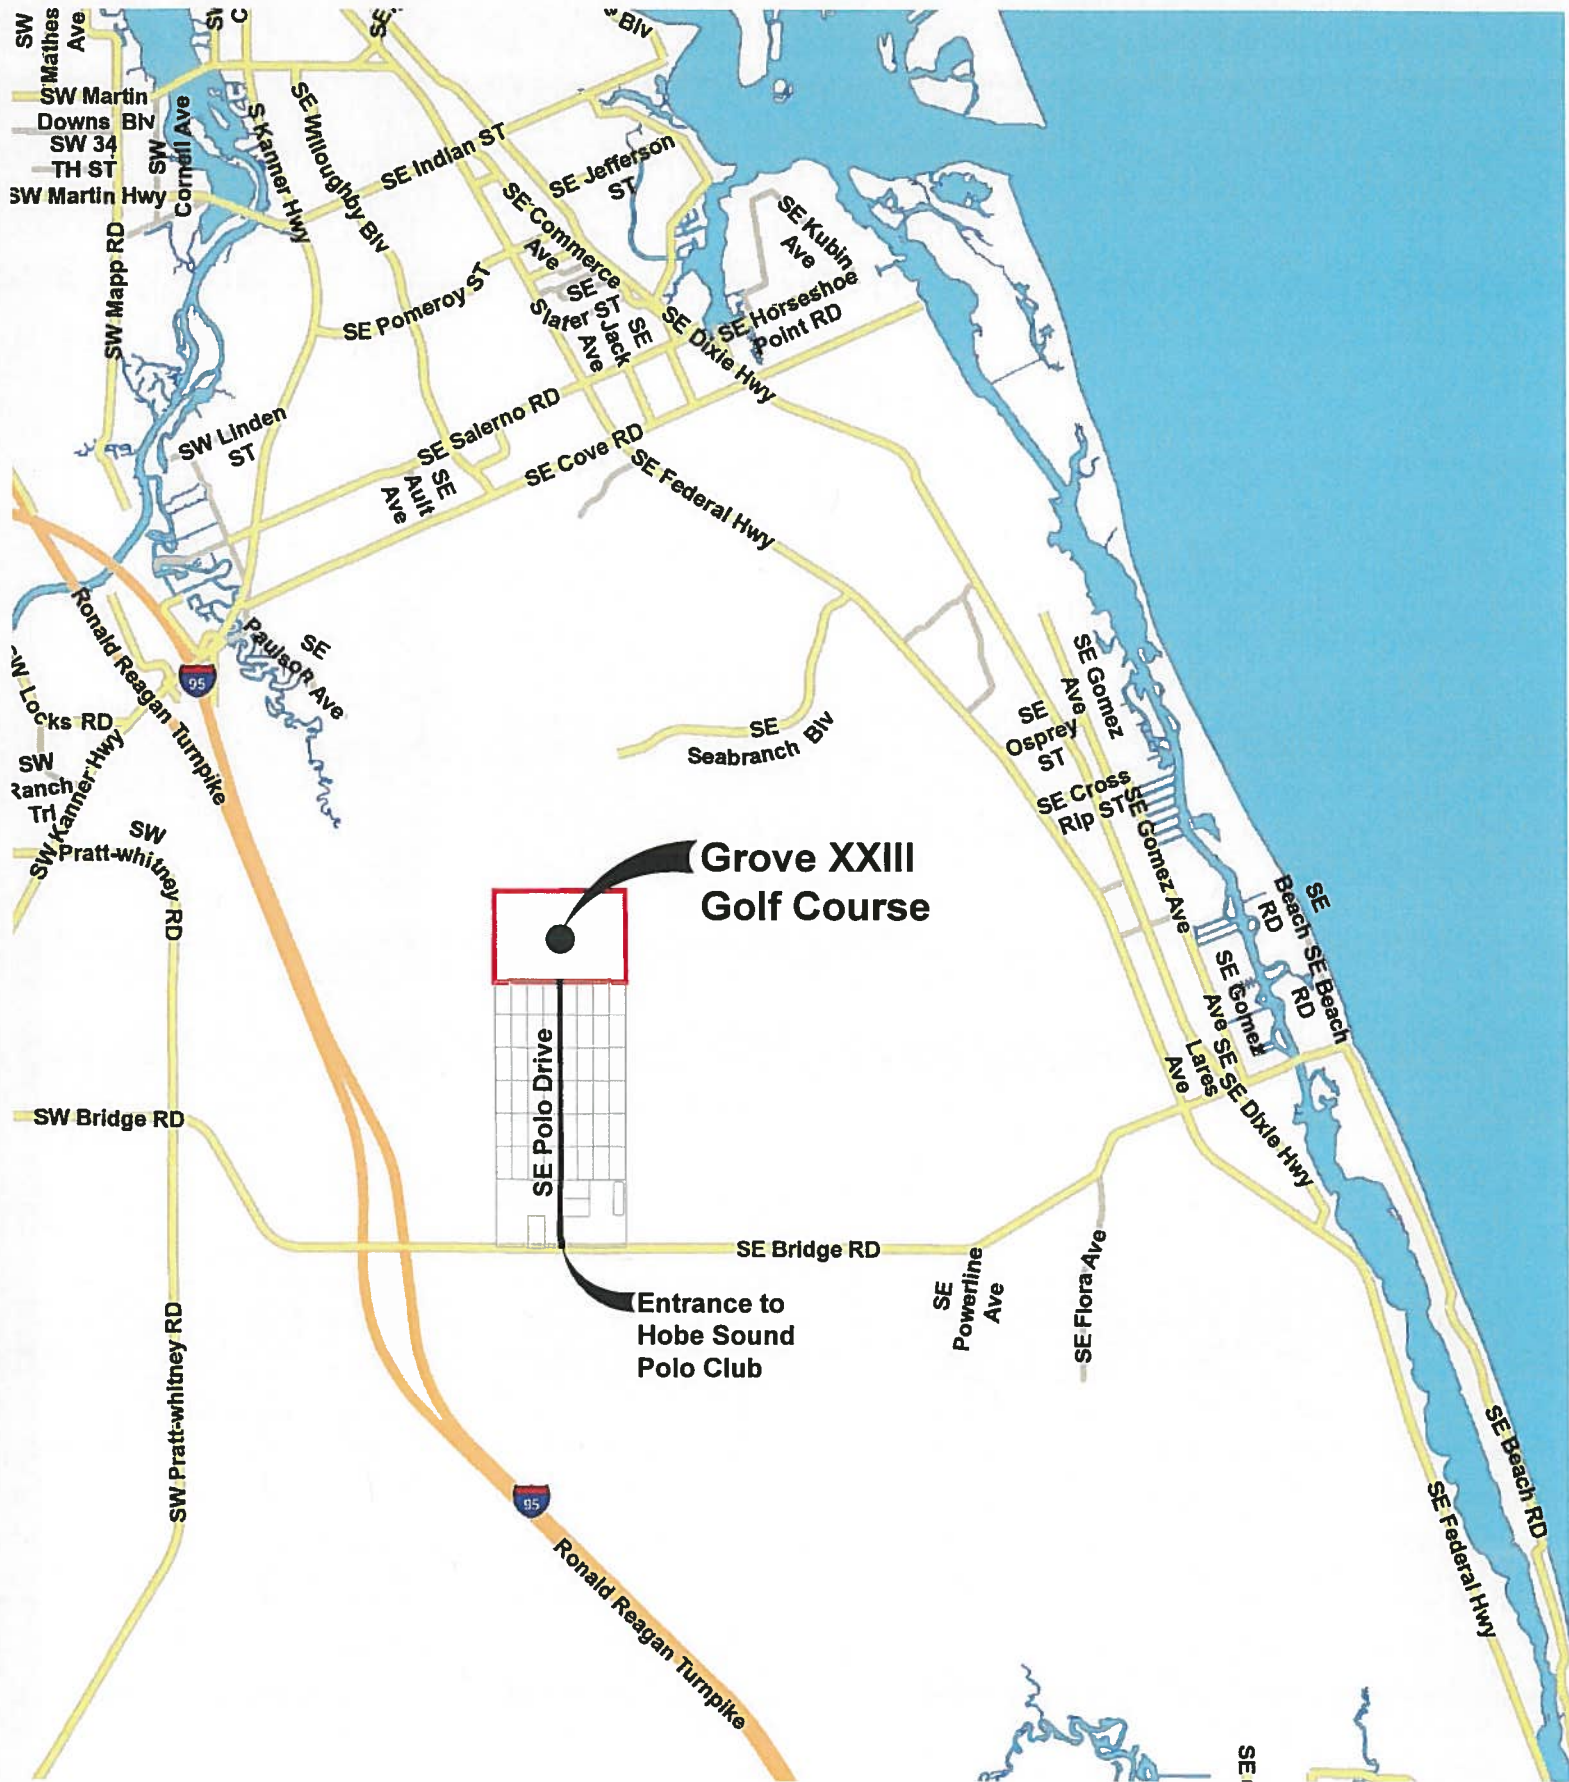 SW
Mathes
Ave
SE
Blv
SW Martin
Downs Blv
SW 34
TH ST
SW Martin Hwy
SW
Cornell Ave
S Kanner Hwy
SE Willoughby Blv
SE Indian ST
SE Jefferson
ST
SE Commerce
Ave
SE Kubin
Ave
SW Mapp RD
SE Pomeroy ST
SE
Slater ST
SE
Jack
Ave
SE Dixie Hwy
SE Horseshoe
Point RD
SW Linden
ST
SE Salerno RD
SE
Ault
Ave
SE Cove RD
SE Federal Hwy
Ronald Reagan Turnpike
95
SE
Paulson Ave
Locks RD
SW
Ranch
Trl
SW Kanner Hwy
SW
Pratt-whitney RD
SE
Seabranch Blv
SE Gomez
Ave
SE
Osprey
ST
SE Cross
Rip ST
SE Gomez Ave
Grove XXIII
Golf Course
SE
Beach
RD
SE Beach
RD
SE Gomez
Ave
SE
Lares
Ave
SE Dixie Hwy
SE Polo Drive
SW Bridge RD
SE Bridge RD
Entrance to
Hobe Sound
Polo Club
SE
Powerline
Ave
SE Flora Ave
SW Pratt-whitney RD
95
Ronald Reagan Turnpike
SE Beach RD
SE Federal Hwy
SE